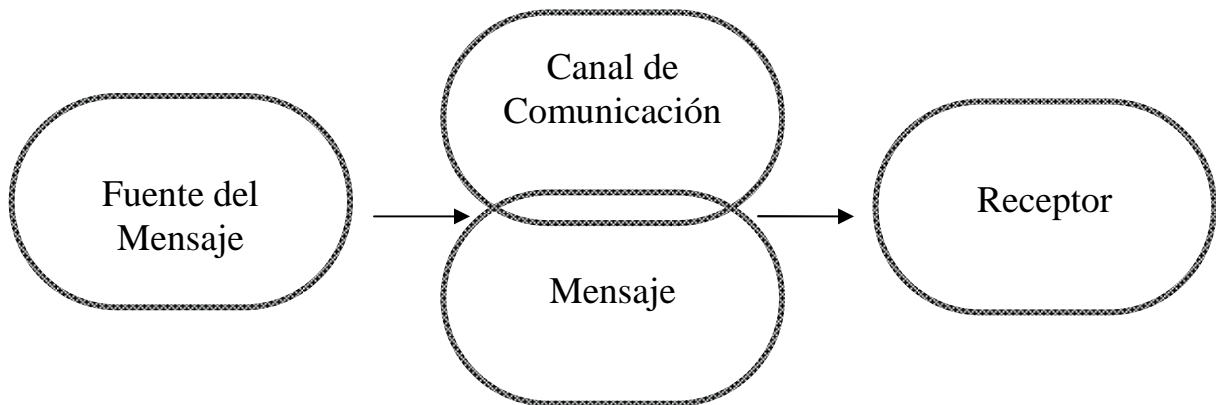 Fuente del
Mensaje
Canal de
Comunicación
Mensaje
Receptor